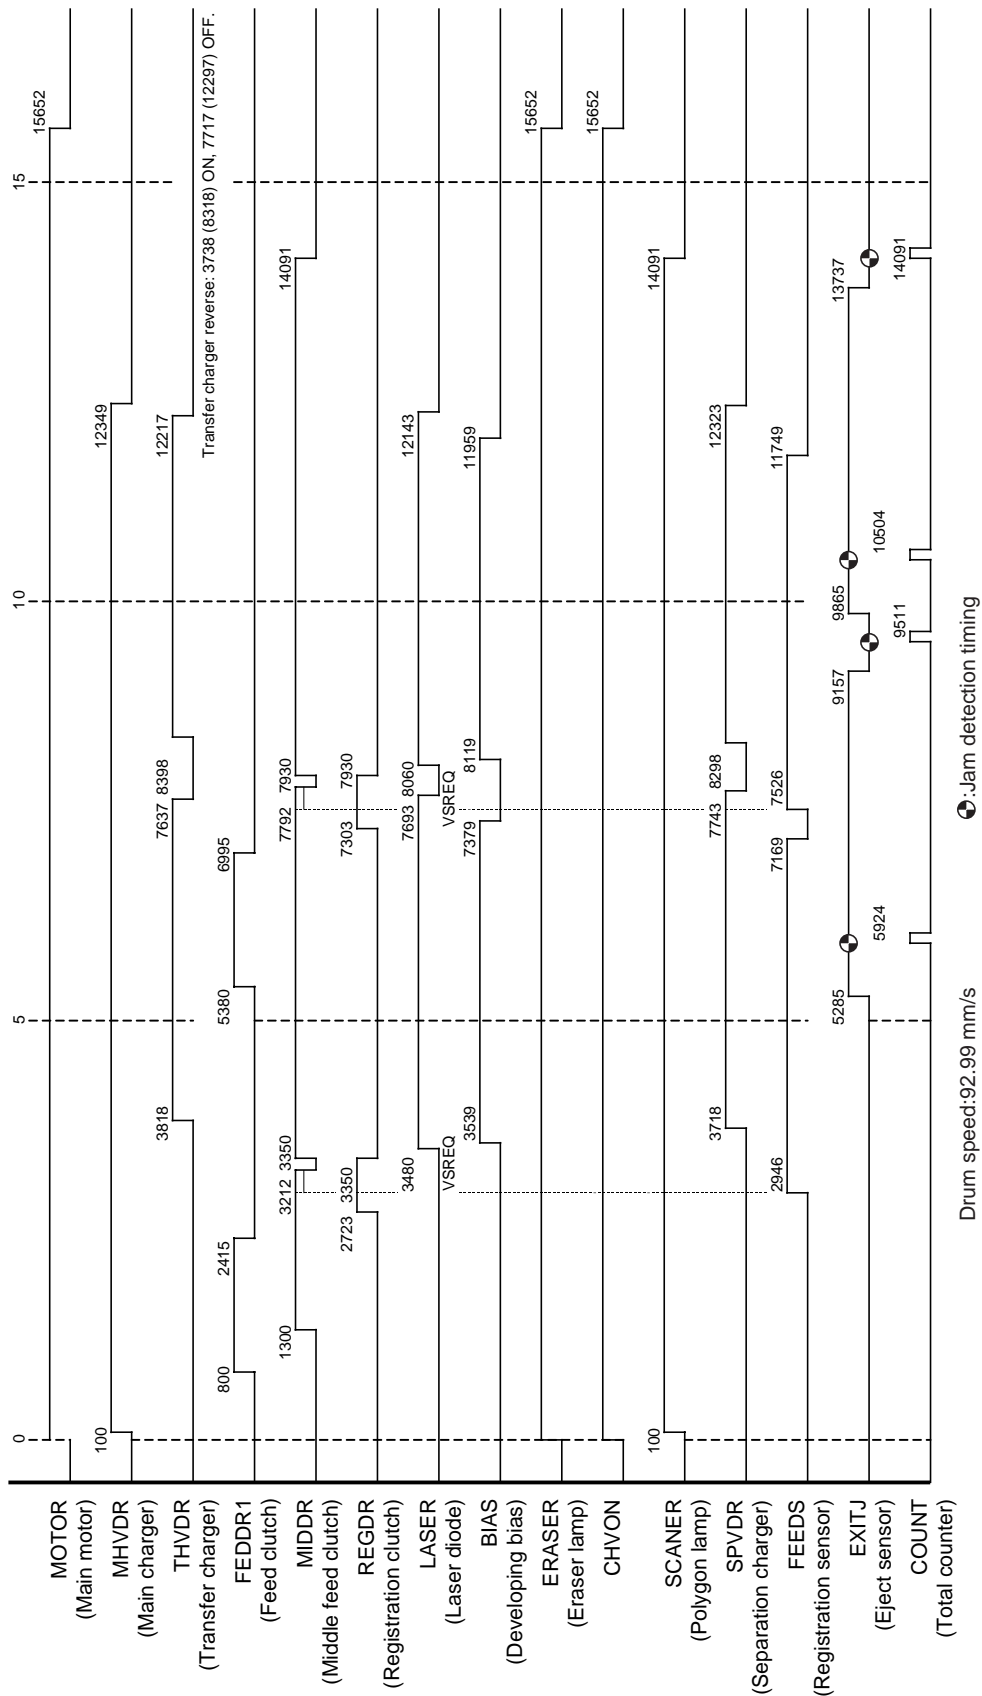 0 5 10 15
MOTOR
(Main motor)
15652
MHVDR
(Main charger)
100 12349
THVDR
(Transfer charger)
3818 7637 8398 12217
Transfer charger reverse: 3738 (8318) ON, 7717 (12297) OFF.
FEDDR1
(Feed clutch)
800 2415 5380 6995
MIDDR
(Middle feed clutch)
1300 3212 3350 7792 7930 14091
REGDR
(Registration clutch)
2723 3350 7303 7930
LASER
(Laser diode)
3480 7693 8060 12143
VSREQ VSREQ
BIAS
(Developing bias)
3539 7379 8119 11959
ERASER
(Eraser lamp)
15652
CHVON
15652
SCANER
(Polygon lamp)
100 14091
SPVDR
(Separation charger)
3718 7743 8298 12323
FEEDS
(Registration sensor)
2946 7169 7526 11749
EXITJ
(Eject sensor)
5285 9157 9865 13737
COUNT
(Total counter)
5924 9511 10504 14091
Drum speed:92.99 mm/s
:Jam detection timing